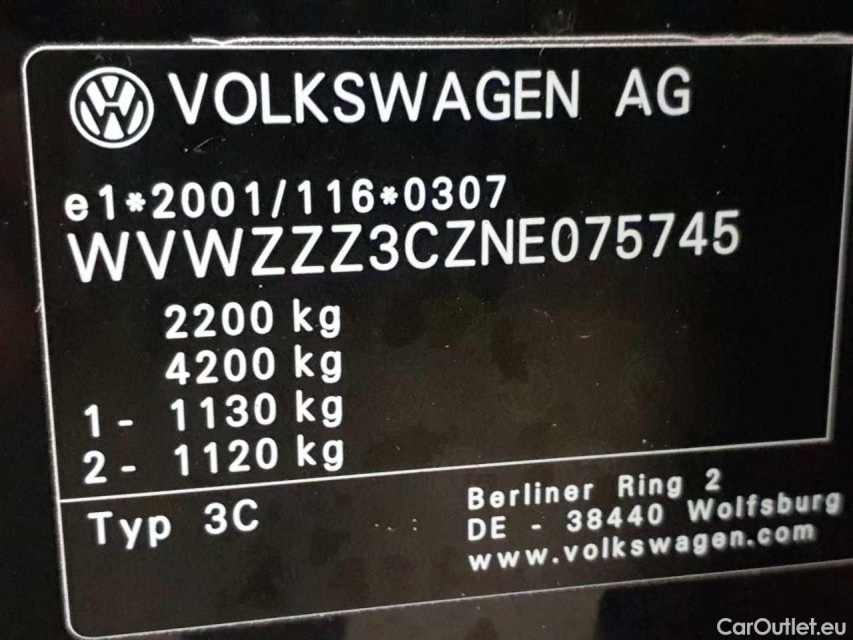 VOLKSWAGEN AG
e1*2001/116*0307
WVWZZZ3CZNE075745
2200 kg
4200 kg
1 - 1130 kg
2 - 1120 kg
Typ 3C
Berliner Ring 2
DE - 38440 Wolfsburg
www.volkswagen.com
CarOutlet.eu